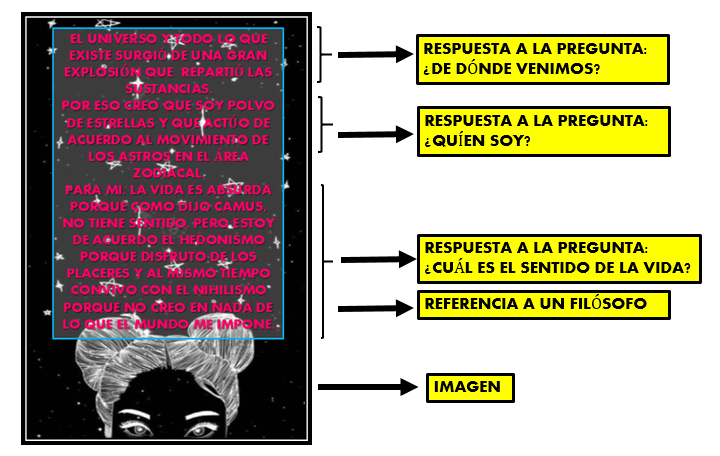 EL UNIVERSO Y TODO LO QUE
EXISTE SURGIÓ DE UNA GRAN
EXPLOSIÓN QUE REPARTIÓ LAS
SUSTANCIAS.
POR ESO CREO QUE SOY POLVO
DE ESTRELLAS Y QUE ACTÚO DE
ACUERDO AL MOVIMIENTO DE
LOS ASTROS EN EL ÁREA
ZODIACAL.
PARA MI, LA VIDA ES ABSURDA
PORQUE COMO DIJO CAMUS,
NO TIENE SENTIDO. PERO ESTOY
DE ACUERDO EL HEDONISMO
PORQUE DISFRUTO DE LOS
PLACERES Y AL MISMO TIEMPO
CONVIVO CON EL NIHILISMO
PORQUE NO CREO EN NADA DE
LO QUE EL MUNDO ME IMPONE.
RESPUESTA A LA PREGUNTA:
¿DE DÓNDE VENIMOS?
RESPUESTA A LA PREGUNTA:
¿QUÍEN SOY?
RESPUESTA A LA PREGUNTA:
¿CUÁL ES EL SENTIDO DE LA VIDA?
REFERENCIA A UN FILÓSOFO
IMAGEN